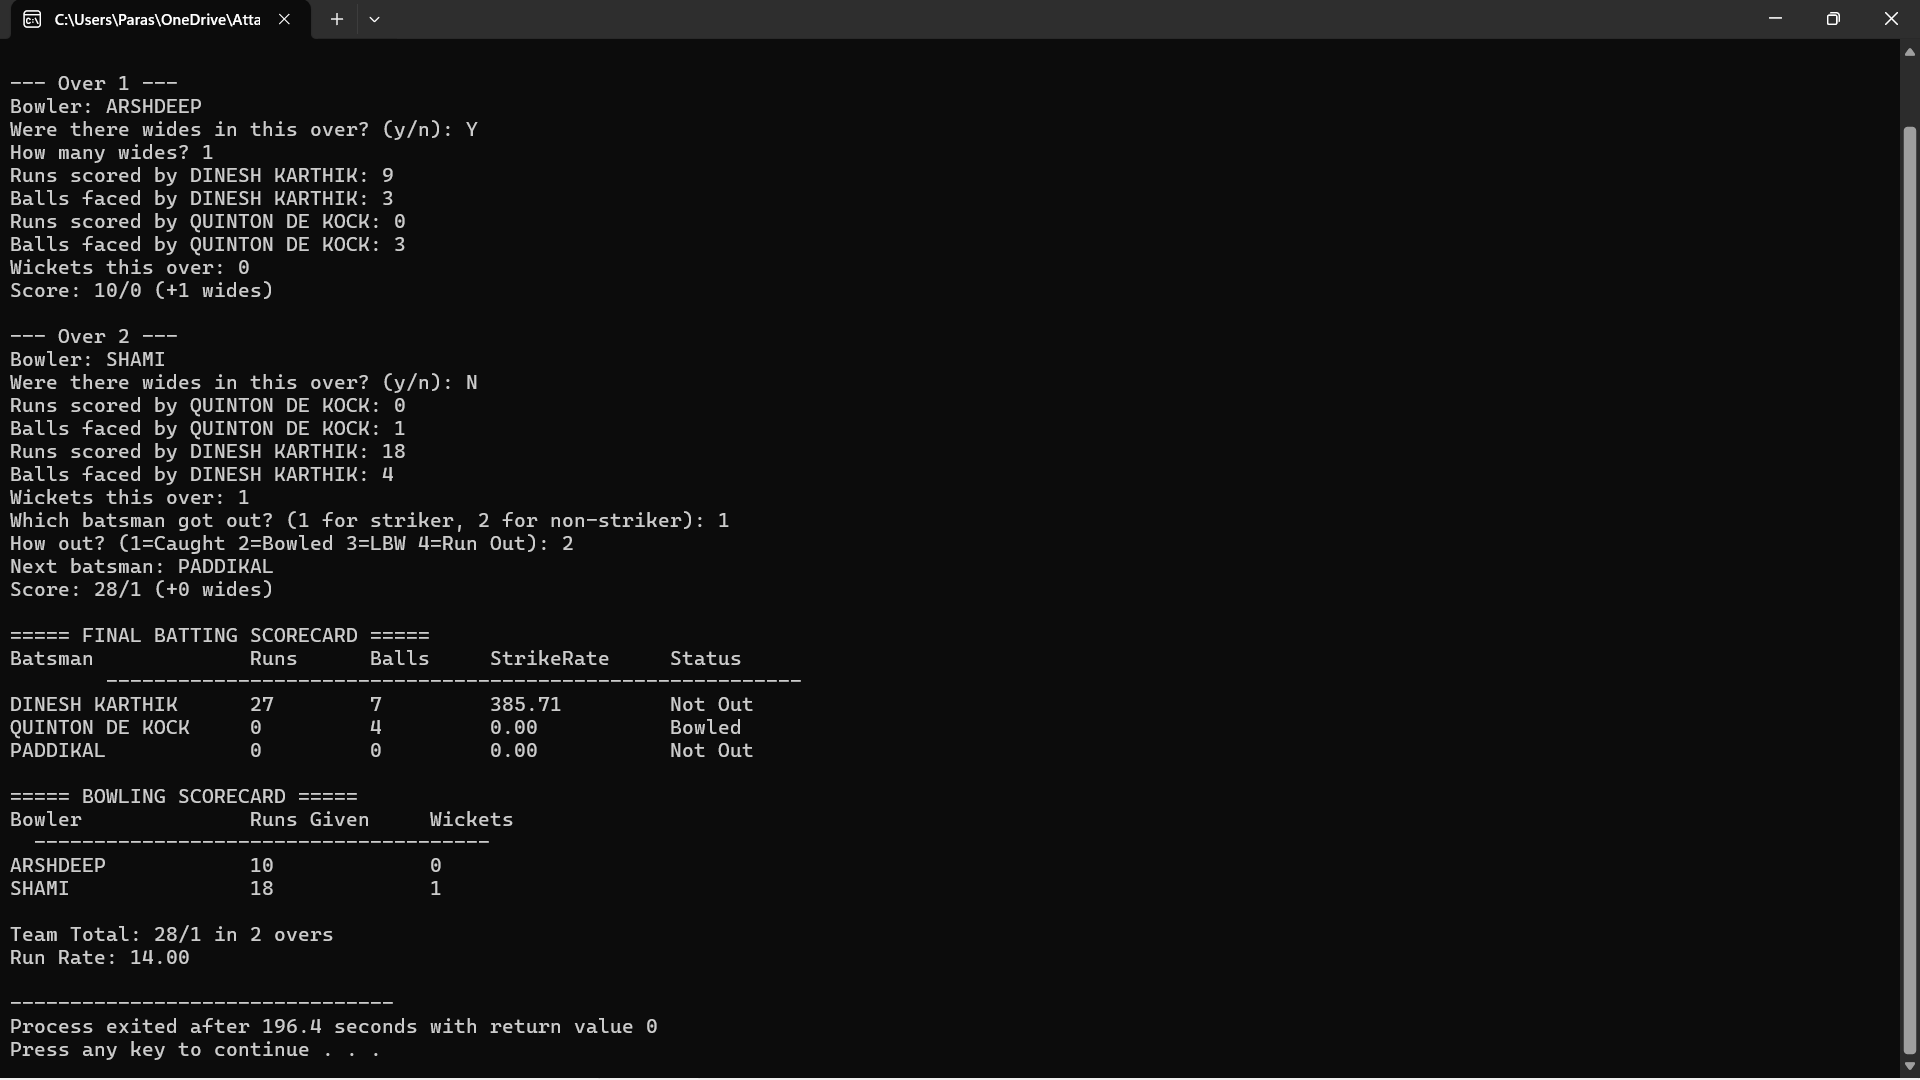 C:\Users\Paras\OneDrive\Atta
--- Over 1 ---
Bowler: ARSHDEEP
Were there wides in this over? (y/n): Y
How many wides? 1
Runs scored by DINESH KARTHIK: 9
Balls faced by DINESH KARTHIK: 3
Runs scored by QUINTON DE KOCK: 0
Balls faced by QUINTON DE KOCK: 3
Wickets this over: 0
Score: 10/0 (+1 wides)

--- Over 2 ---
Bowler: SHAMI
Were there wides in this over? (y/n): N
Runs scored by QUINTON DE KOCK: 0
Balls faced by QUINTON DE KOCK: 1
Runs scored by DINESH KARTHIK: 18
Balls faced by DINESH KARTHIK: 4
Wickets this over: 1
Which batsman got out? (1 for striker, 2 for non-striker): 1
How out? (1=Caught 2=Bowled 3=LBW 4=Run Out): 2
Next batsman: PADDIKAL
Score: 28/1 (+0 wides)

===== FINAL BATTING SCORECARD =====
Batsman             Runs      Balls     StrikeRate     Status
        ----------------------------------------------------------
DINESH KARTHIK      27        7         385.71         Not Out
QUINTON DE KOCK     0         4         0.00           Bowled
PADDIKAL            0         0         0.00           Not Out

===== BOWLING SCORECARD =====
Bowler              Runs Given     Wickets
  --------------------------------------
ARSHDEEP            10             0
SHAMI               18             1

Team Total: 28/1 in 2 overs
Run Rate: 14.00

--------------------------------
Process exited after 196.4 seconds with return value 0
Press any key to continue . . .